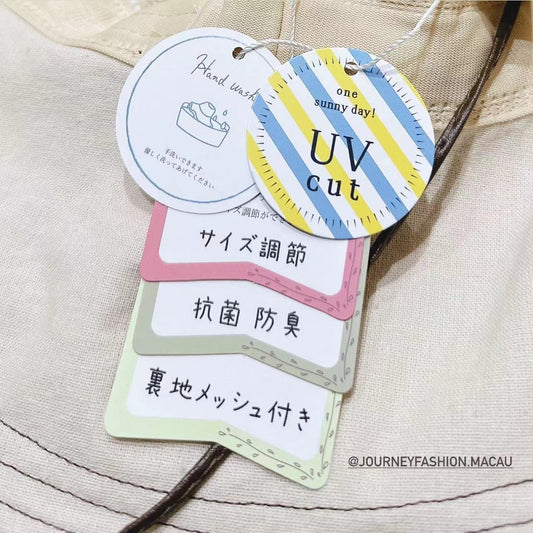 Hand wash
手洗いできます
優しく洗ってあげてください
one
sunny day!
UV
cut
イズ調節ができ
サイズ調節
抗菌 防臭
裏地メッシュ付き
@JOURNEYFASHION.MACAU